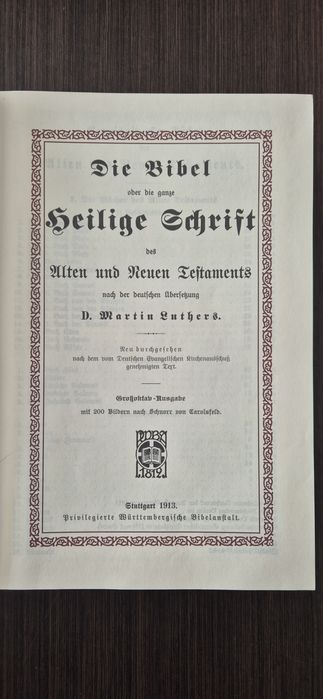 Die Bibel
oder die ganze
Heilige Schrift
des
Alten und Neuen Testaments
nach der deutschen Übersetzung
D. Martin Luthers.
Neu durchgesehen
nach dem vom Deutschen Evangelischen Kirchenausschuß
genehmigten Text.
Großoktav-Ausgabe
mit 200 Bildern nach Schnorr von Carolsfeld.
1812
Stuttgart 1913.
Privilegierte Württembergische Bibelanstalt.